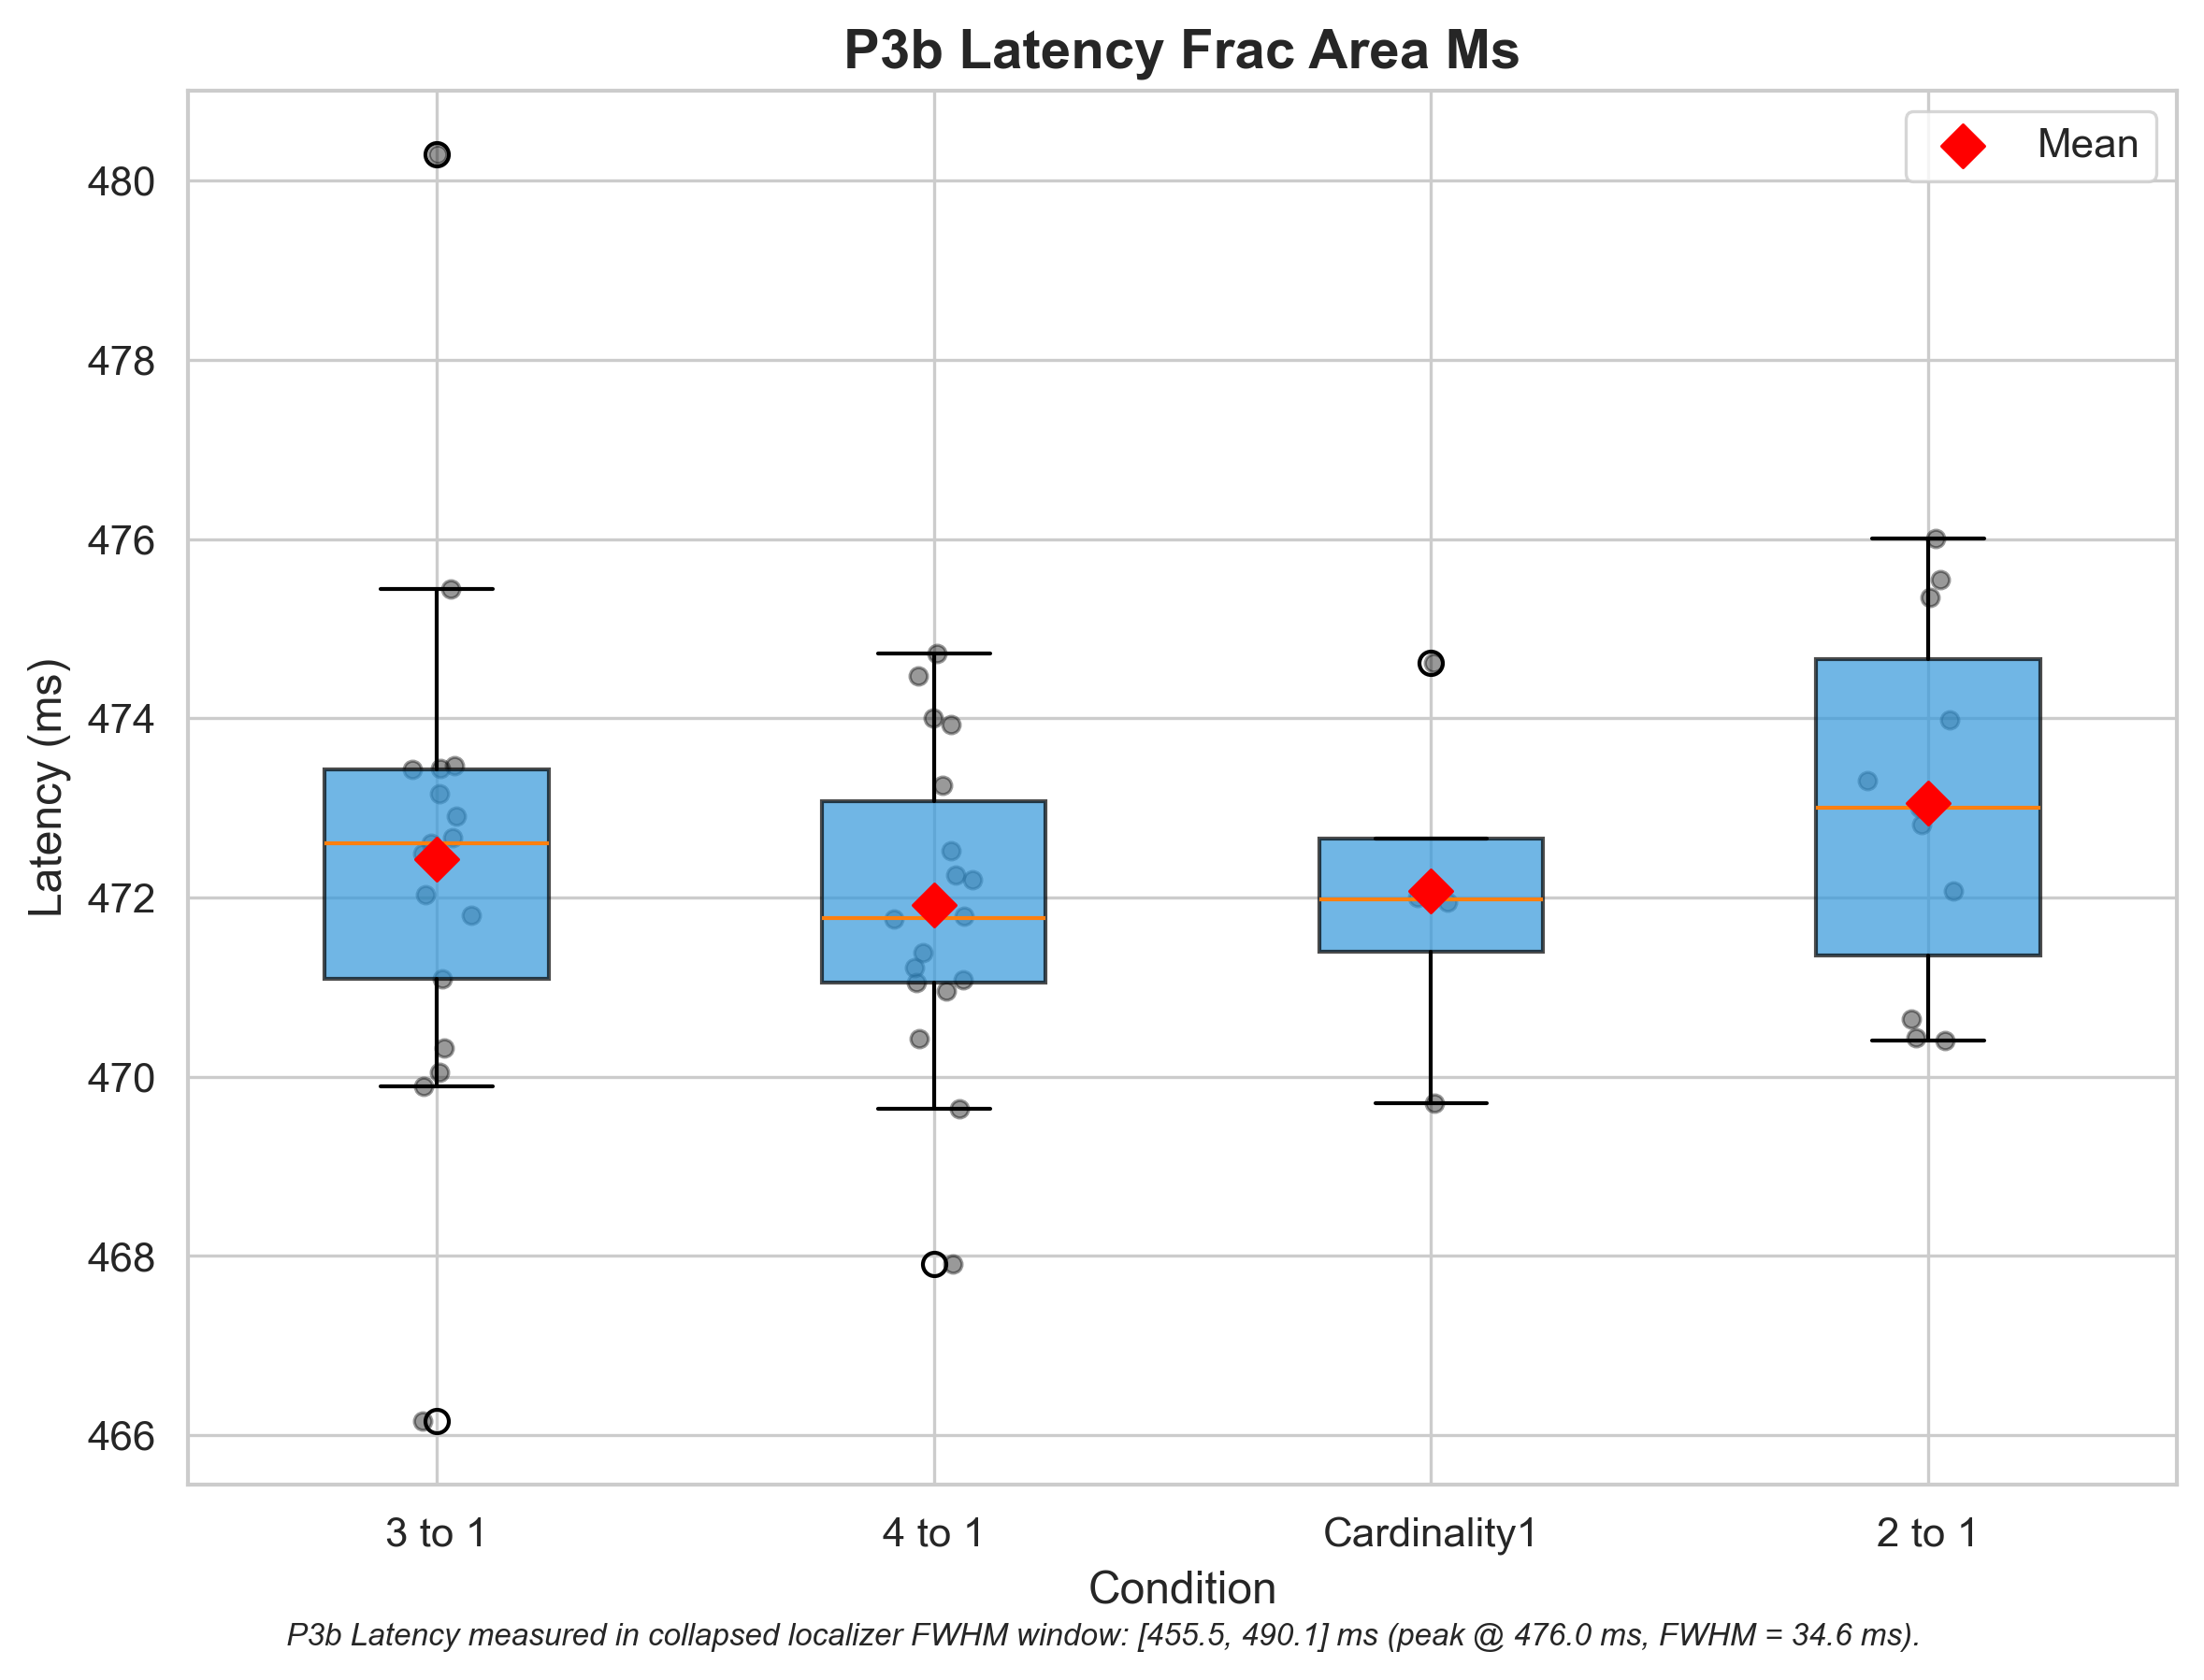 P3b Latency Frac Area Ms
Mean
480
478
476
474
472
470
468
466
Latency (ms)
3 to 1
4 to 1
Cardinality1
2 to 1
Condition
P3b Latency measured in collapsed localizer FWHM window: [455.5, 490.1] ms (peak @ 476.0 ms, FWHM = 34.6 ms).